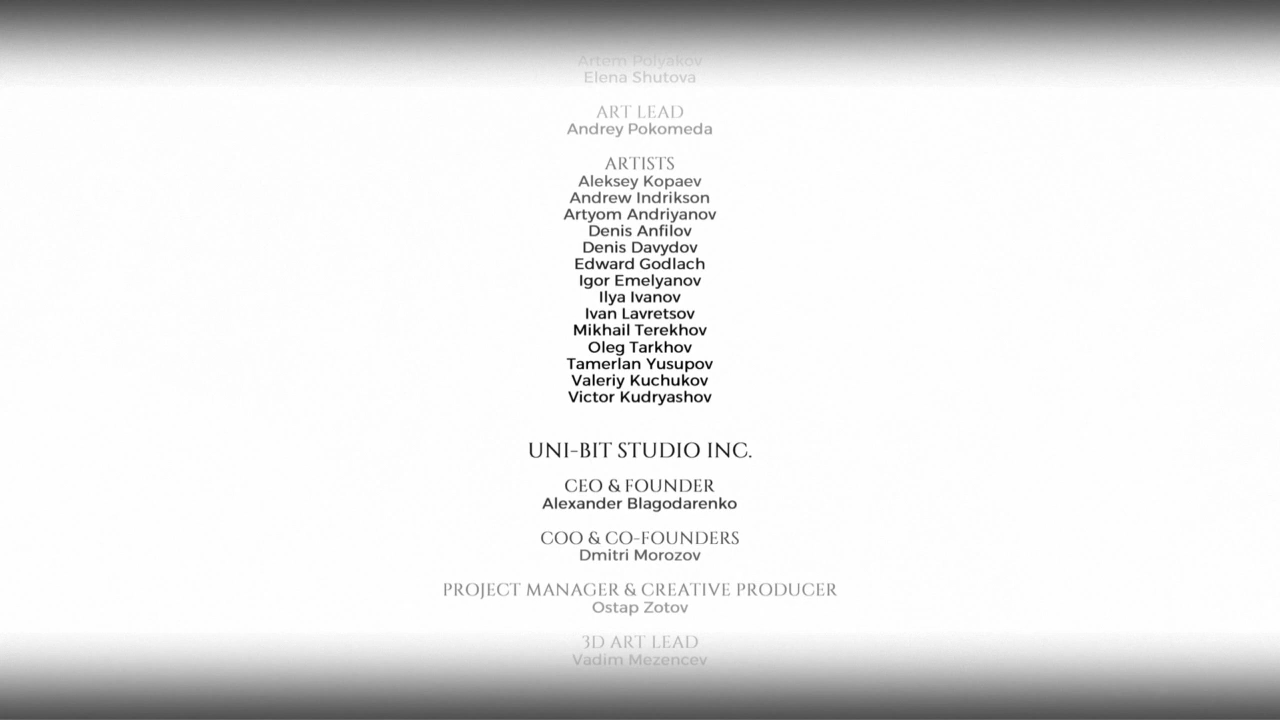 Artem Polyakov
Elena Shutova
ART LEAD
Andrey Pokomeda
ARTISTS
Aleksey Kopaev
Andrew Indrikson
Artyom Andriyanov
Denis Anfilov
Denis Davydov
Edward Godlach
Igor Emelyanov
Ilya Ivanov
Ivan Lavretsov
Mikhail Terekhov
Oleg Tarkhov
Tamerlan Yusupov
Valeriy Kuchukov
Victor Kudryashov
UNI-BIT STUDIO INC.
CEO & FOUNDER
Alexander Blagodarenko
COO & CO-FOUNDERS
Dmitri Morozov
PROJECT MANAGER & CREATIVE PRODUCER
Ostap Zotov
3D ART LEAD
Vadim Mezencev